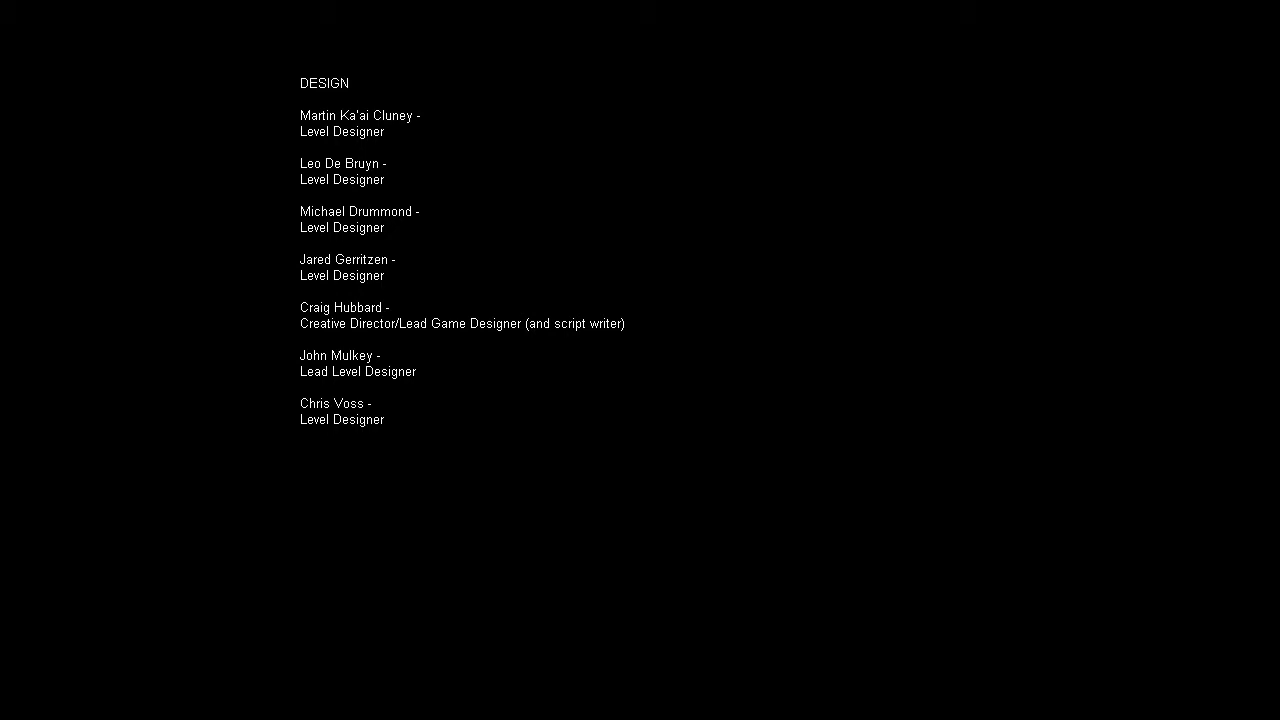 DESIGN
Martin Ka'ai Cluney -
Level Designer
Leo De Bruyn -
Level Designer
Michael Drummond -
Level Designer
Jared Gerritzen -
Level Designer
Craig Hubbard -
Creative Director/Lead Game Designer (and script writer)
John Mulkey -
Lead Level Designer
Chris Voss -
Level Designer